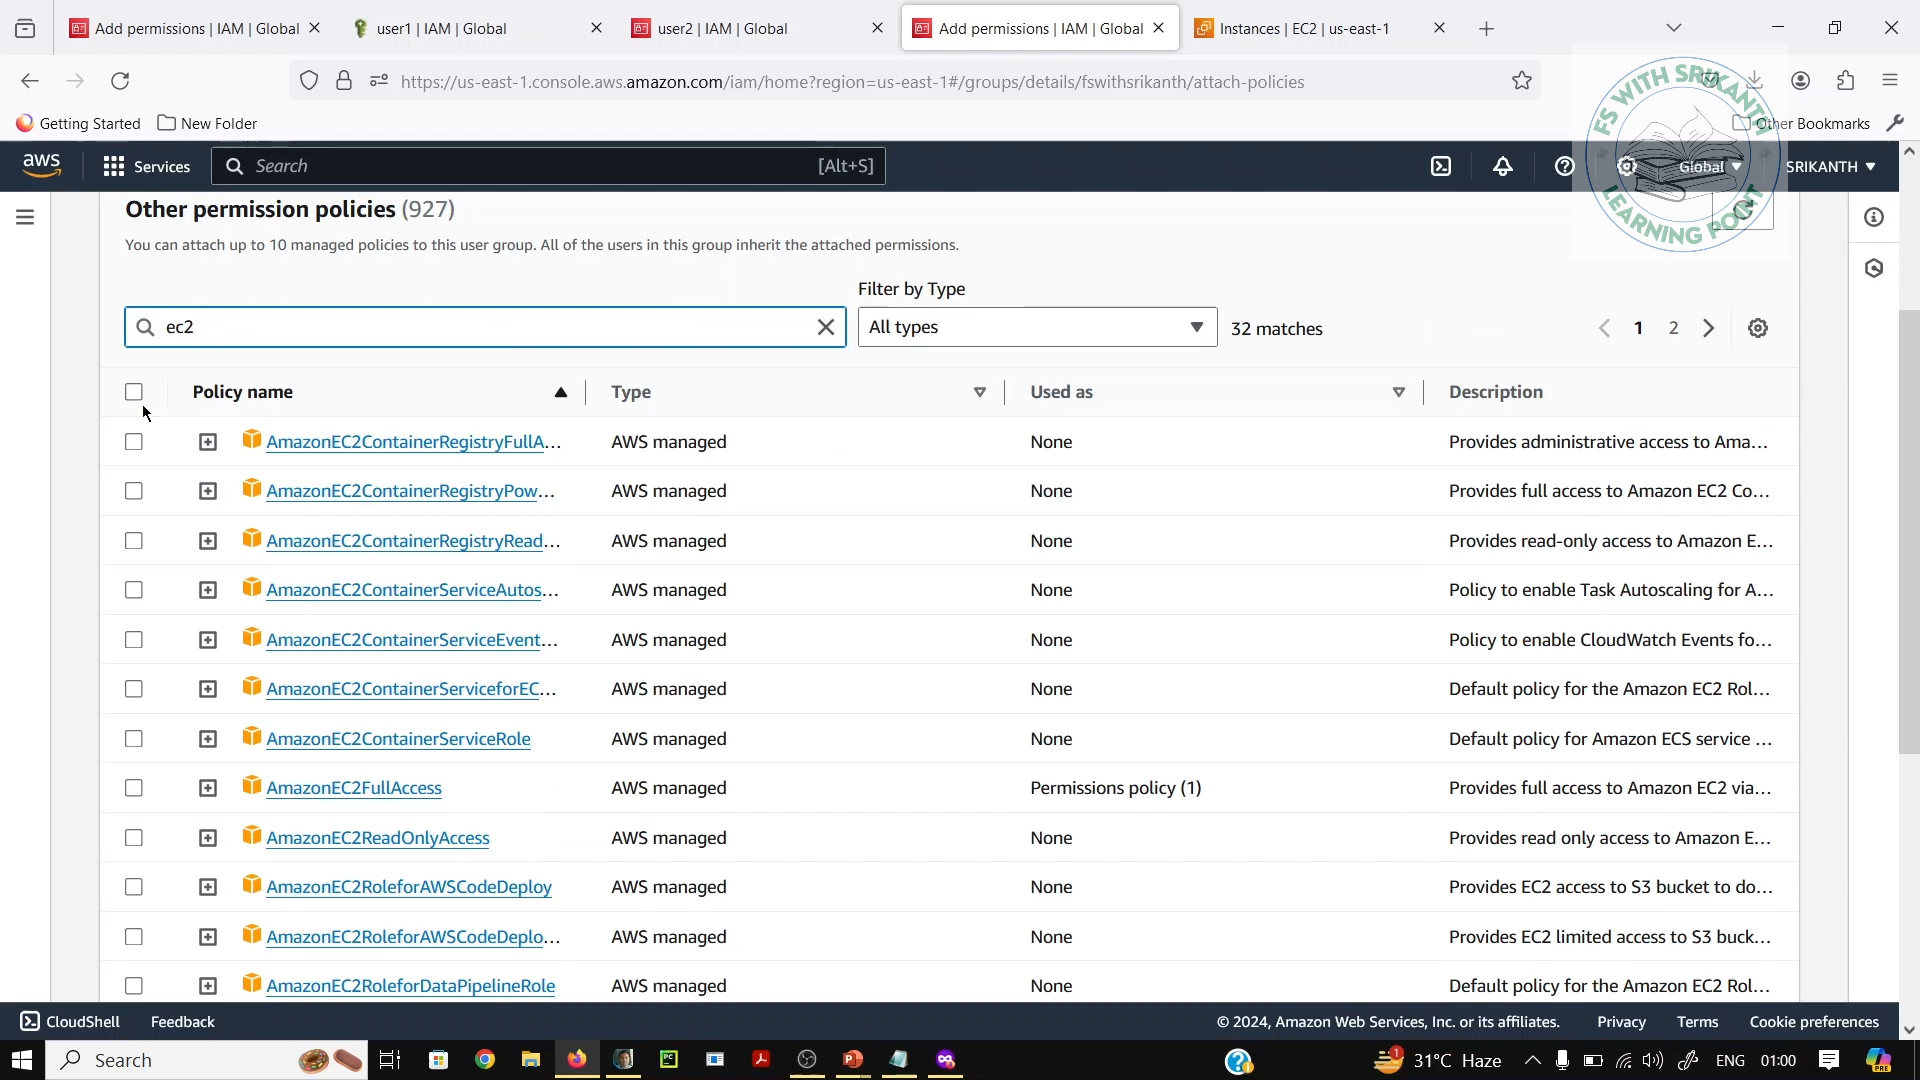 Add permissions | IAM | Global
user1 | IAM | Global
user2 | IAM | Global
Add permissions | IAM | Global
Instances | EC2 | us-east-1
https://us-east-1.console.aws.amazon.com/iam/home?region=us-east-1#/groups/details/fswithsrikanth/attach-policies
Getting Started
New Folder
Other Bookmarks
FS WITH SRIKANTH
LEARNING POINT
aws
Services
Search
[Alt+S]
Global
SRIKANTH
Other permission policies (927)
You can attach up to 10 managed policies to this user group. All of the users in this group inherit the attached permissions.
Filter by Type
ec2
All types
32 matches
1 2
Policy name Type Used as Description
AmazonEC2ContainerRegistryFullA... AWS managed None Provides administrative access to Ama...
AmazonEC2ContainerRegistryPow... AWS managed None Provides full access to Amazon EC2 Co...
AmazonEC2ContainerRegistryRead... AWS managed None Provides read-only access to Amazon E...
AmazonEC2ContainerServiceAutos... AWS managed None Policy to enable Task Autoscaling for A...
AmazonEC2ContainerServiceEvent... AWS managed None Policy to enable CloudWatch Events fo...
AmazonEC2ContainerServiceforEC... AWS managed None Default policy for the Amazon EC2 Rol...
AmazonEC2ContainerServiceRole AWS managed None Default policy for Amazon ECS service ...
AmazonEC2FullAccess AWS managed Permissions policy (1) Provides full access to Amazon EC2 via...
AmazonEC2ReadOnlyAccess AWS managed None Provides read only access to Amazon E...
AmazonEC2RoleforAWSCodeDeploy AWS managed None Provides EC2 access to S3 bucket to do...
AmazonEC2RoleforAWSCodeDeplo... AWS managed None Provides EC2 limited access to S3 buck...
AmazonEC2RoleforDataPipelineRole AWS managed None Default policy for the Amazon EC2 Rol...
CloudShell
Feedback
© 2024, Amazon Web Services, Inc. or its affiliates.
Privacy
Terms
Cookie preferences
Search
PC
1
31°C Haze
ENG
01:00
PRE